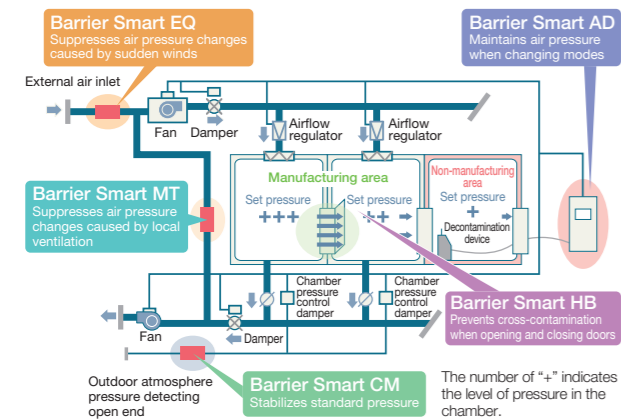 Barrier Smart EQ
Suppresses air pressure changes
caused by sudden winds
Barrier Smart AD
Maintains air pressure
when changing modes
External air inlet
Fan
Damper
Airflow
regulator
Airflow
regulator
Manufacturing area
Non-manufacturing
area
Set pressure
+++
Set pressure
++
Set pressure
+
Decontamination
device
Barrier Smart MT
Suppresses air pressure
changes caused by local
ventilation
Chamber
pressure
control
damper
Chamber
pressure
control
damper
Barrier Smart HB
Prevents cross-contamination
when opening and closing doors
Fan
Damper
Outdoor atmosphere
pressure detecting
open end
Barrier Smart CM
Stabilizes standard pressure
The number of “+” indicates
the level of pressure in the
chamber.